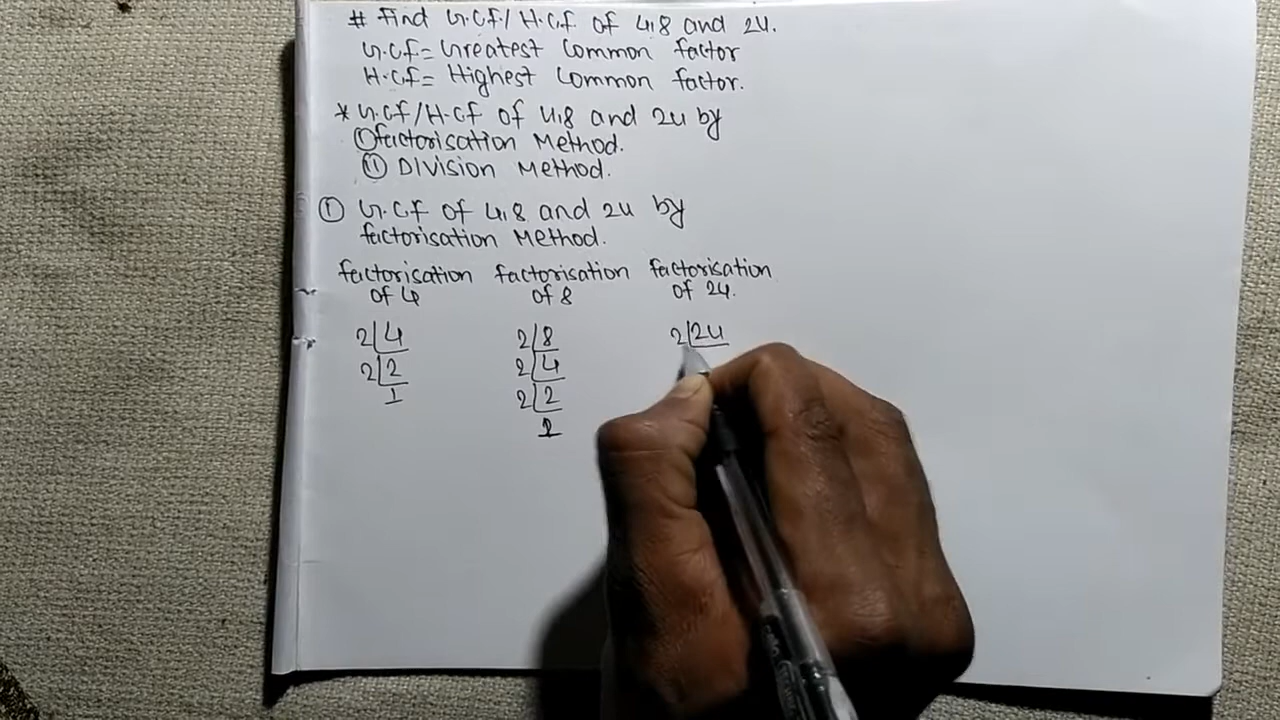 # Find G.C.f./ H.C.f of 4,8 and 24.
G.C.f= Greatest Common factor
H.C.f= Highest Common factor.
* G.C.f/H.C.f of 4,8 and 24 by
(I) factorisation Method.
(II) Division Method.
(I) G.C.f of 4,8 and 24 by
factorisation Method.
factorisation factorisation factorisation
of 4 of 8 of 24.
2|4 2|8 2|24
2|2 2|4
1 2|2
1
cello